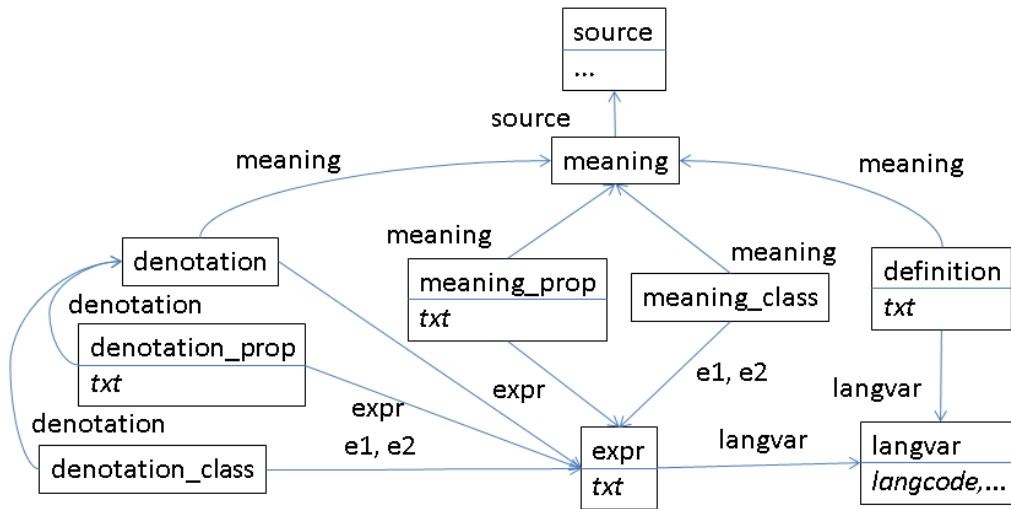 source
...
source
meaning
meaning
meaning
denotation
meaning
meaning
definition
txt
meaning_prop
txt
meaning_class
denotation
denotation_prop
txt
e1, e2
expr
langvar
expr
denotation
e1, e2
langvar
expr
txt
langvar
langcode,...
denotation_class